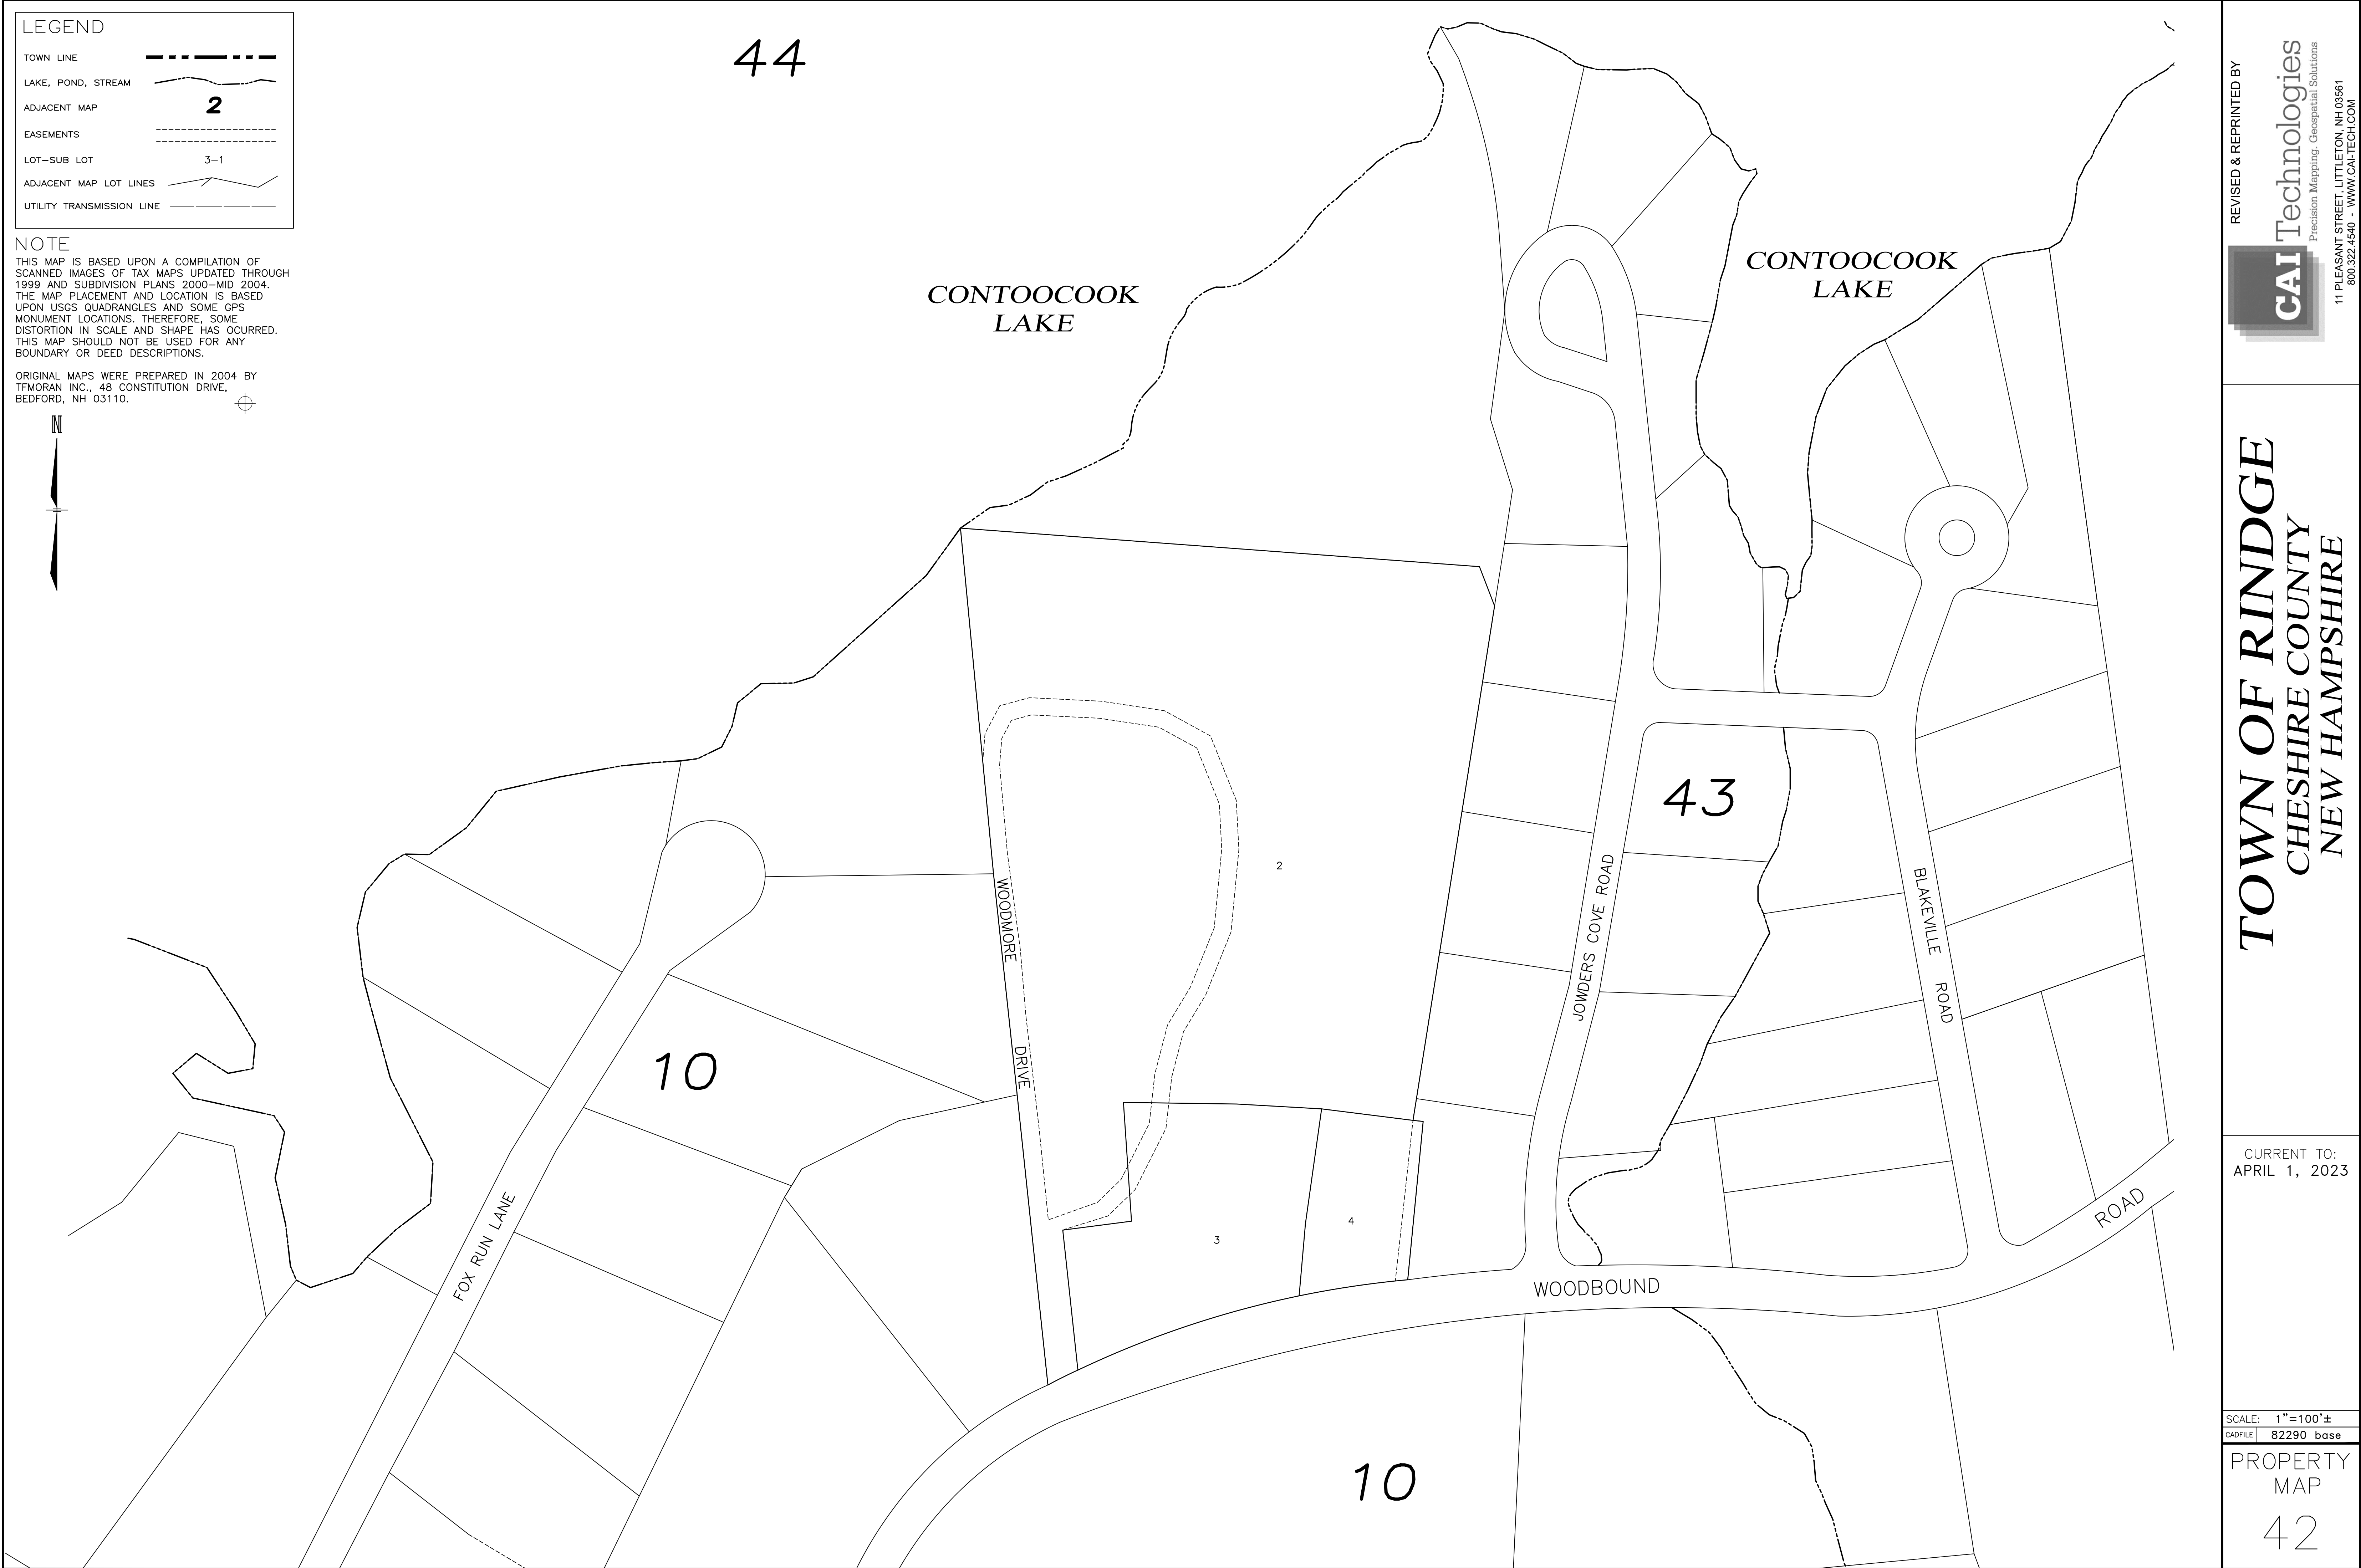 LEGEND
TOWN LINE
LAKE, POND, STREAM
ADJACENT MAP 2
EASEMENTS
LOT-SUB LOT 3-1
ADJACENT MAP LOT LINES
UTILITY TRANSMISSION LINE
NOTE
THIS MAP IS BASED UPON A COMPILATION OF
SCANNED IMAGES OF TAX MAPS UPDATED THROUGH
1999 AND SUBDIVISION PLANS 2000-MID 2004.
THE MAP PLACEMENT AND LOCATION IS BASED
UPON USGS QUADRANGLES AND SOME GPS
MONUMENT LOCATIONS. THEREFORE, SOME
DISTORTION IN SCALE AND SHAPE HAS OCURRED.
THIS MAP SHOULD NOT BE USED FOR ANY
BOUNDARY OR DEED DESCRIPTIONS.
ORIGINAL MAPS WERE PREPARED IN 2004 BY
TFMORAN INC., 48 CONSTITUTION DRIVE,
BEDFORD, NH 03110.
N
44
CONTOOCOOK
LAKE
CONTOOCOOK
LAKE
43
2
WOODMORE
DRIVE
JOWDERS COVE ROAD
BLAKEVILLE ROAD
10
FOX RUN LANE
3
4
WOODBOUND
ROAD
10
REVISED & REPRINTED BY
CAI Technologies
Precision Mapping. Geospatial Solutions.
11 PLEASANT STREET, LITTLETON, NH 03561
800.322.4540 - WWW.CAI-TECH.COM
TOWN OF RINDGE
CHESHIRE COUNTY
NEW HAMPSHIRE
CURRENT TO:
APRIL 1, 2023
SCALE: 1"=100'±
CADFILE 82290 base
PROPERTY
MAP
42